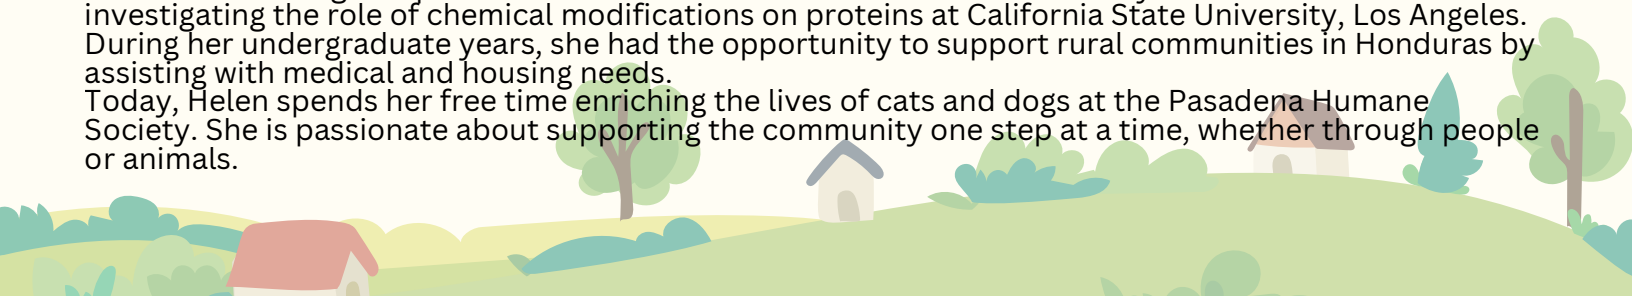 investigating the role of chemical modifications on proteins at California State University, Los Angeles.
During her undergraduate years, she had the opportunity to support rural communities in Honduras by
assisting with medical and housing needs.
Today, Helen spends her free time enriching the lives of cats and dogs at the Pasadena Humane
Society. She is passionate about supporting the community one step at a time, whether through people
or animals.